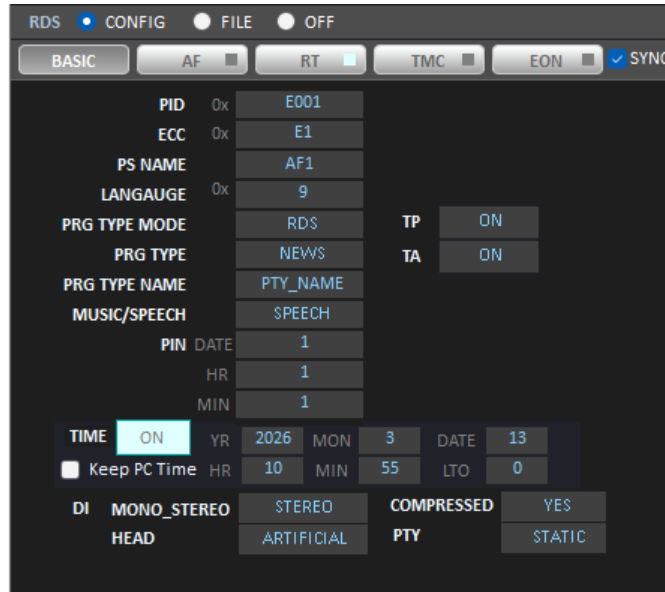 RDS CONFIG FILE OFF
BASIC AF RT TMC EON SYNC
PID 0x E001
ECC 0x E1
PS NAME AF1
LANGAUGE 0x 9
PRG TYPE MODE RDS TP ON
PRG TYPE NEWS TA ON
PRG TYPE NAME PTY_NAME
MUSIC/SPEECH SPEECH
PIN DATE 1
HR 1
MIN 1
TIME ON YR 2026 MON 3 DATE 13
Keep PC Time HR 10 MIN 55 LTO 0
DI MONO_STEREO STEREO COMPRESSED YES
HEAD ARTIFICIAL PTY STATIC